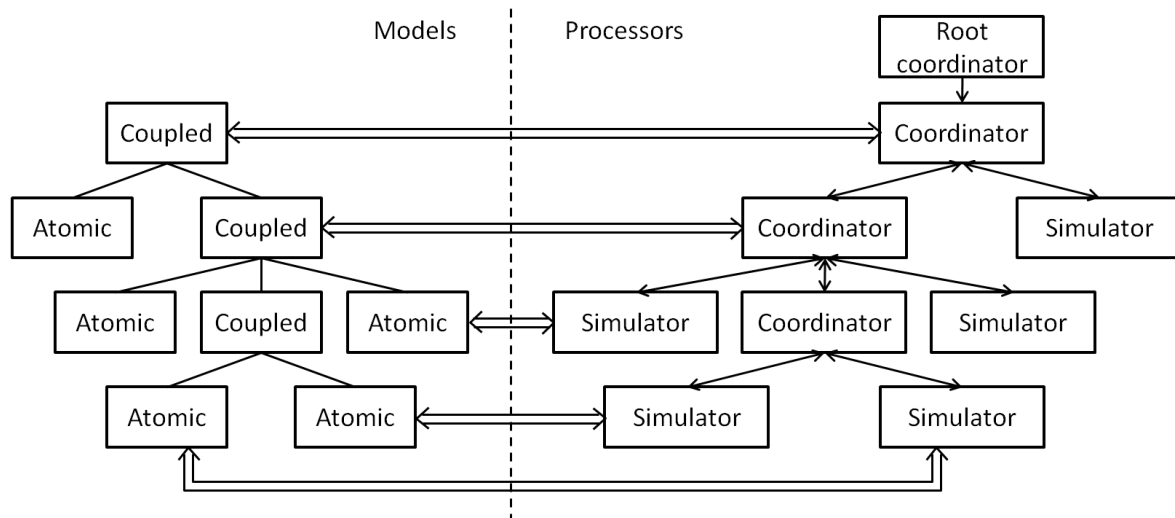 Models
Processors
Root
coordinator
Coupled
Coordinator
Atomic
Coupled
Coordinator
Simulator
Atomic
Coupled
Atomic
Simulator
Coordinator
Simulator
Atomic
Atomic
Simulator
Simulator